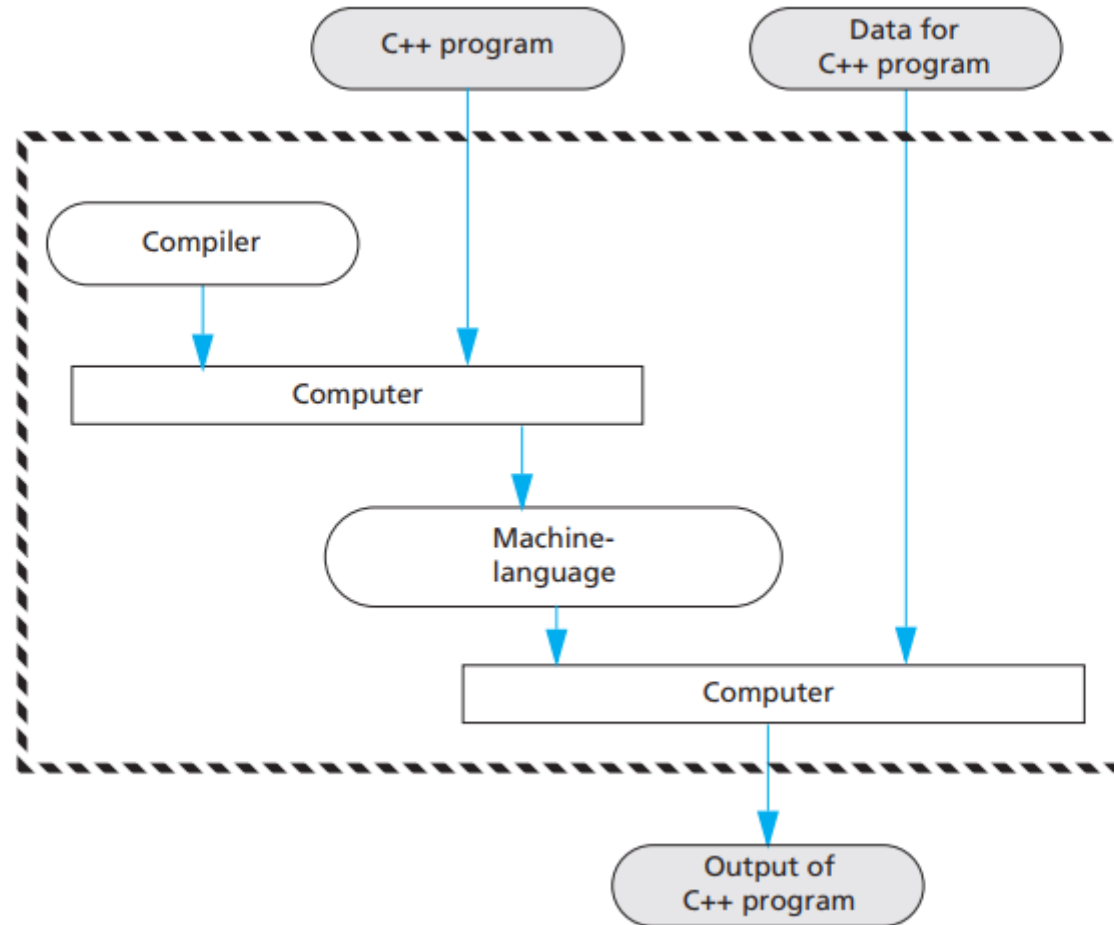 C++ program
Data for
C++ program
Compiler
Computer
Machine-
language
Computer
Output of
C++ program